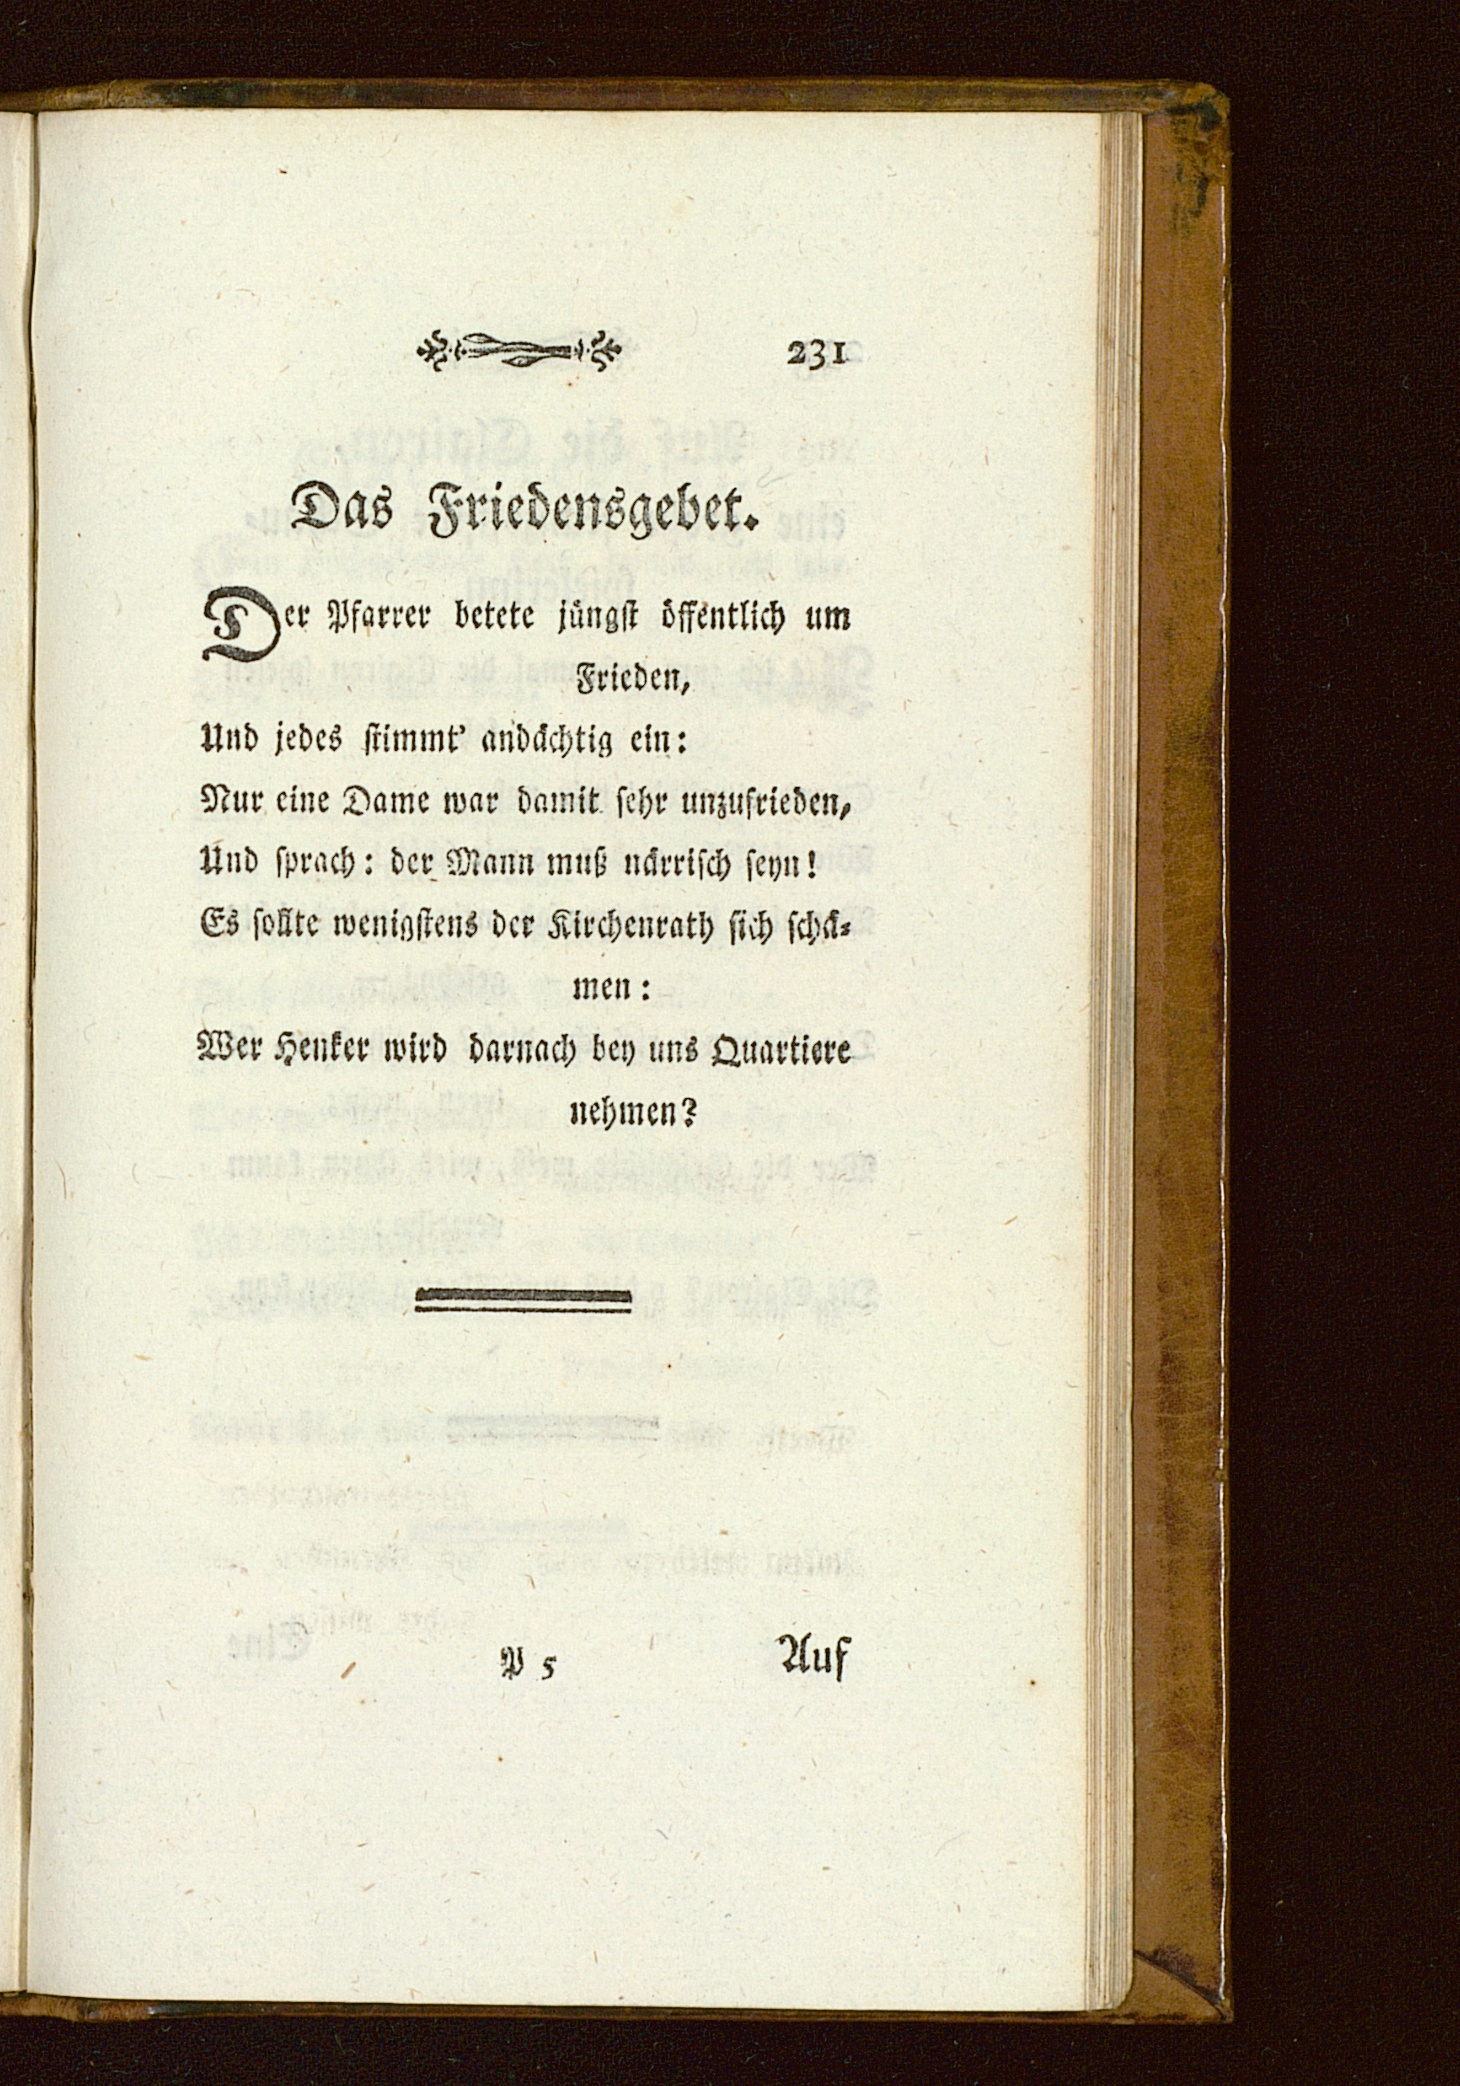 231
Das Friedensgebet.
Der Pfarrer betete jüngst öffentlich um
Frieden,
Und jedes stimmt' andächtig ein:
Nur eine Dame war damit sehr unzufrieden,
Und sprach: der Mann muß närrisch seyn!
Es sollte wenigstens der Kirchenrath sich schä-
men:
Wer Henker wird darnach bey uns Quartiere
nehmen?
P 5 Auf